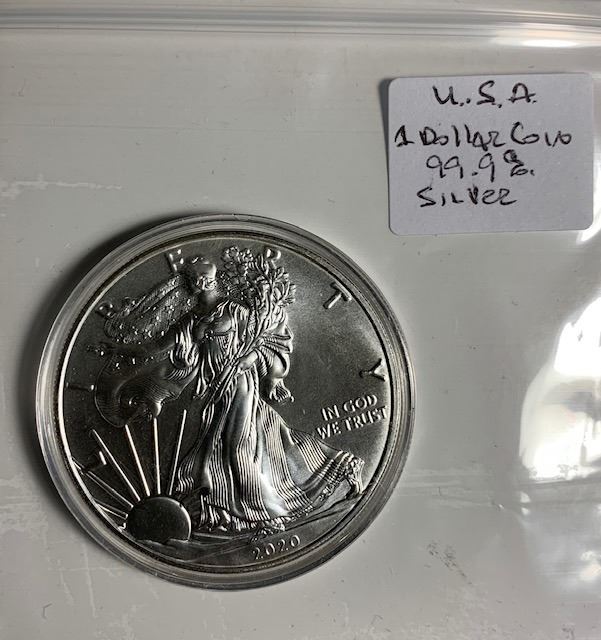 U.S.A.
1 Dollar Coin
99.9%.
SILVER
LIBERTY
IN GOD
WE TRUST
2020